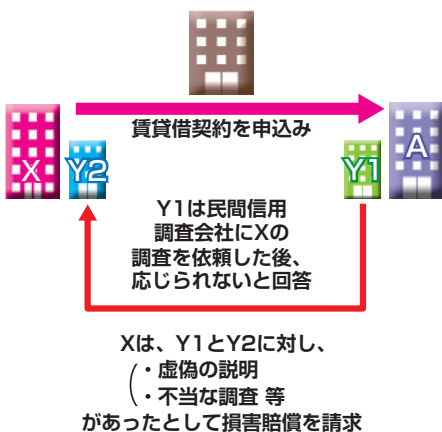 賃貸借契約を申込み
X
Y2
Y1
A
Y1は民間信用
調査会社にXの
調査を依頼した後、
応じられないと回答
Xは、Y1とY2に対し、
・虚偽の説明
・不当な調査 等
があったとして損害賠償を請求